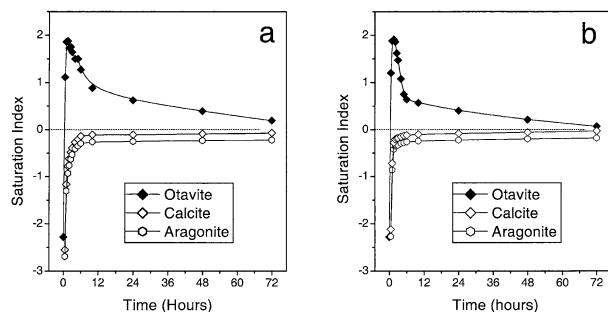 a
Saturation Index
2
1
0
-1
-2
-3
Otavite
Calcite
Aragonite
0 12 24 36 48 60 72
Time (Hours)
b
Saturation Index
2
1
0
-1
-2
-3
Otavite
Calcite
Aragonite
0 12 24 36 48 60 72
Time (hours)